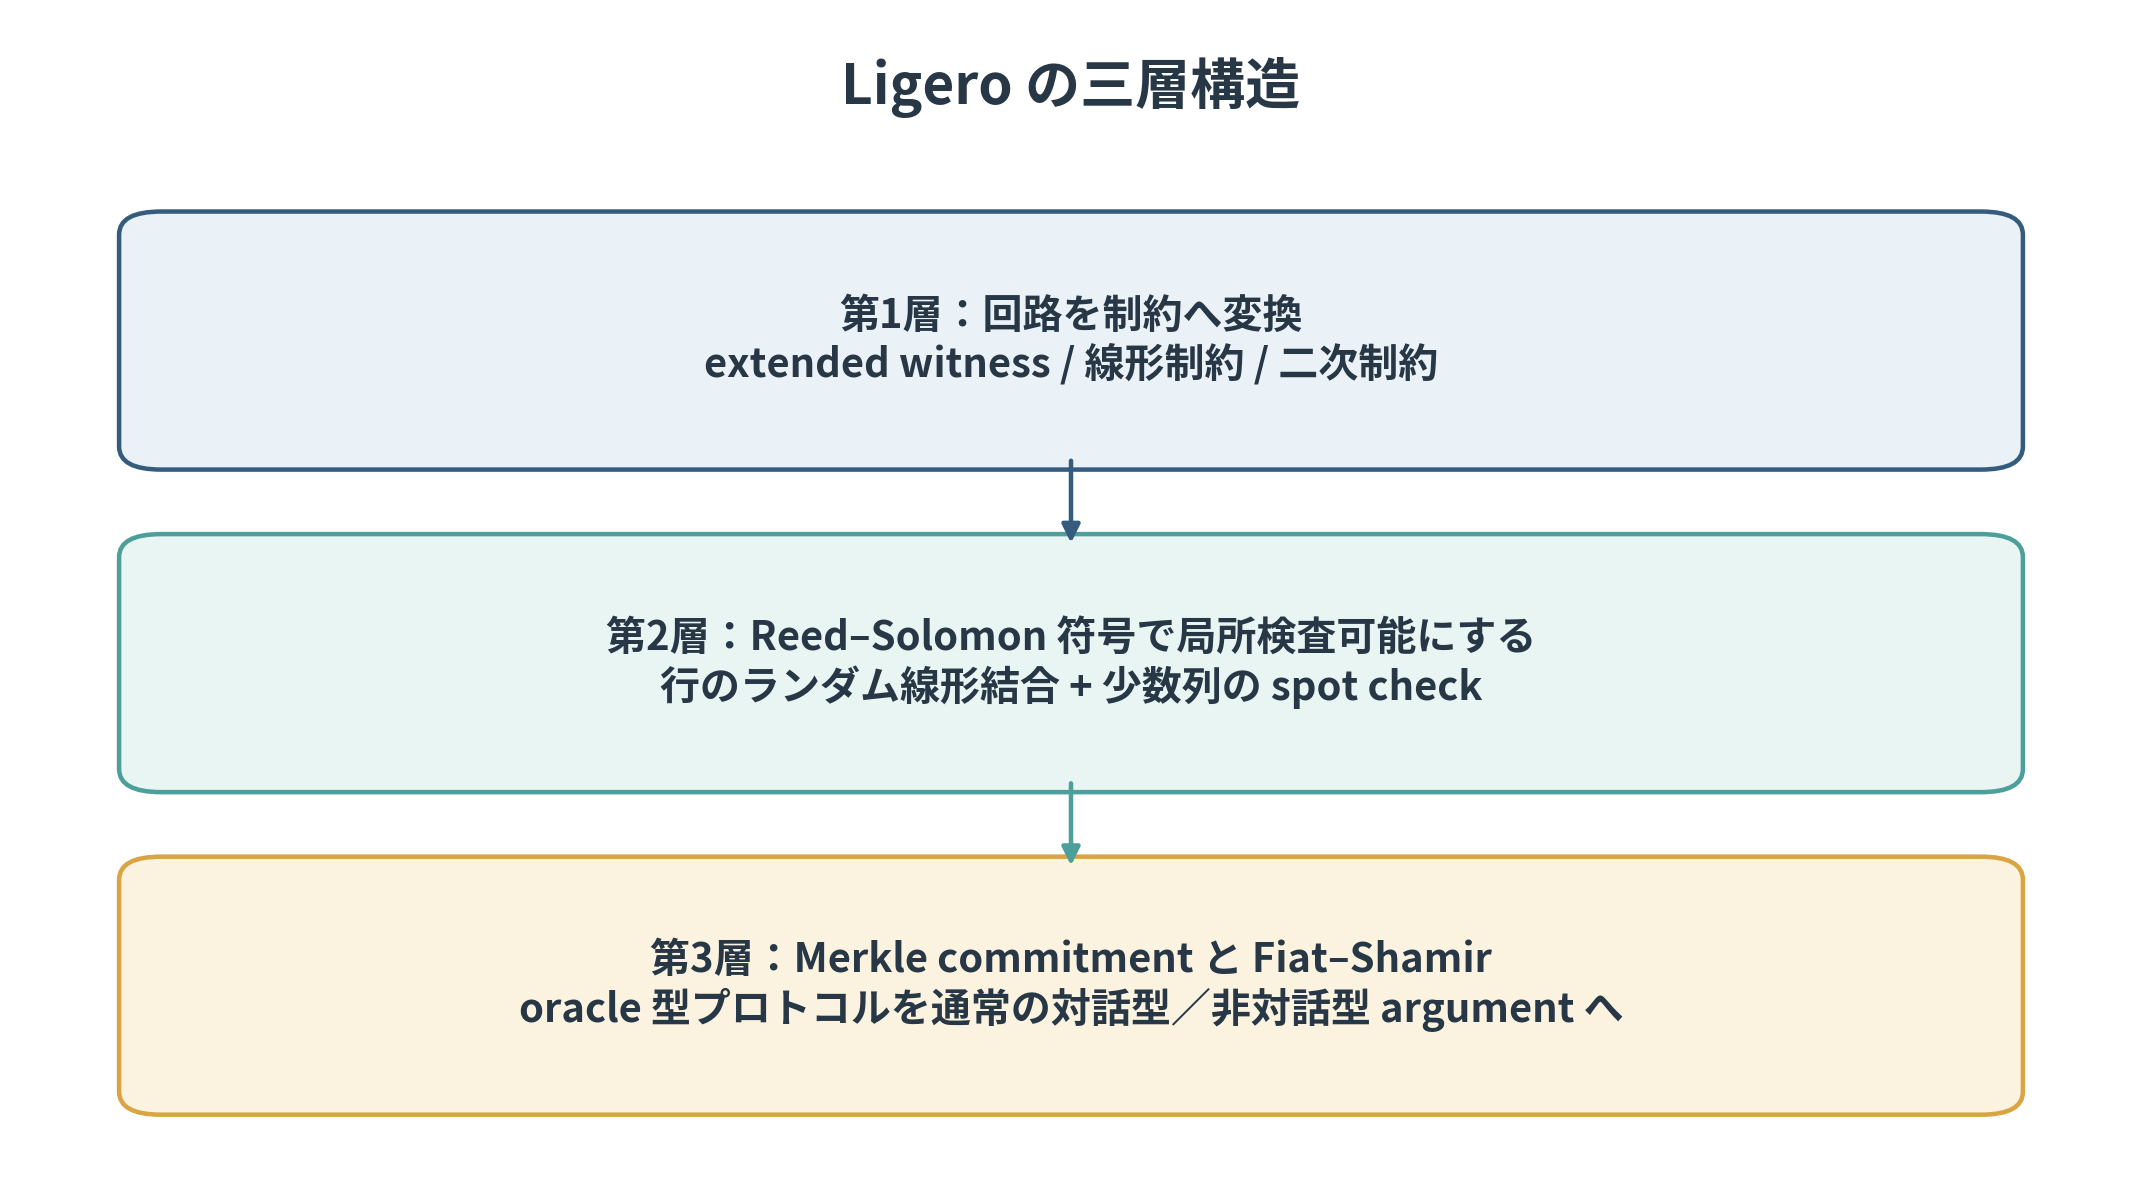 Ligero の三層構造
第1層：回路を制約へ変換
extended witness / 線形制約 / 二次制約
第2層：Reed–Solomon 符号で局所検査可能にする
行のランダム線形結合 + 少数列の spot check
第3層：Merkle commitment と Fiat–Shamir
oracle 型プロトコルを通常の対話型／非対話型 argument へ